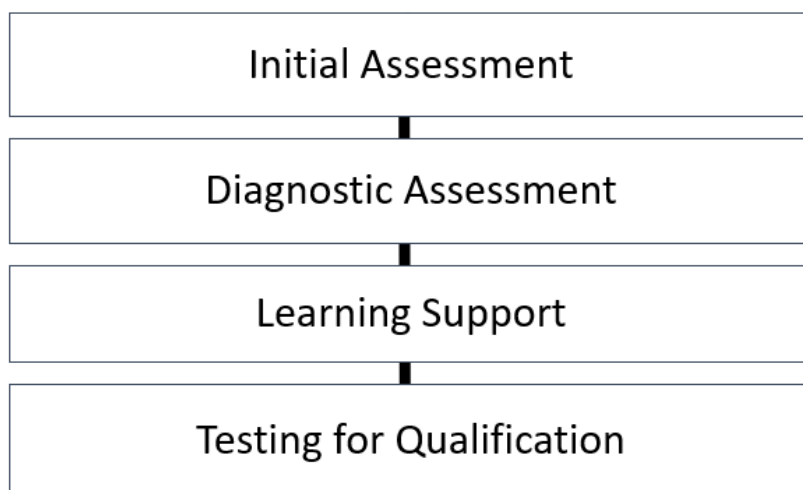 Initial Assessment
Diagnostic Assessment
Learning Support
Testing for Qualification